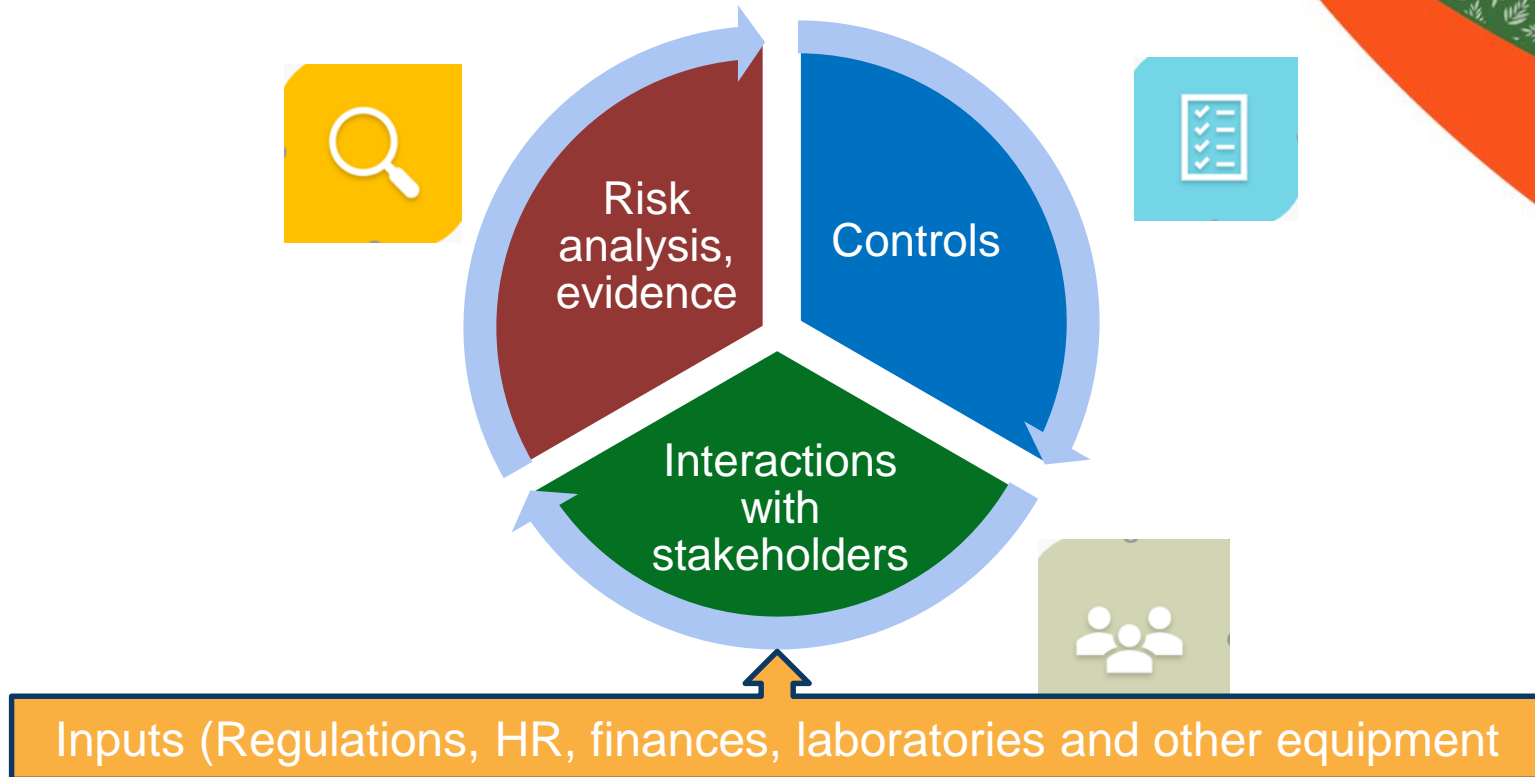 Risk
analysis,
evidence
Controls
Interactions
with
stakeholders
Inputs (Regulations, HR, finances, laboratories and other equipment